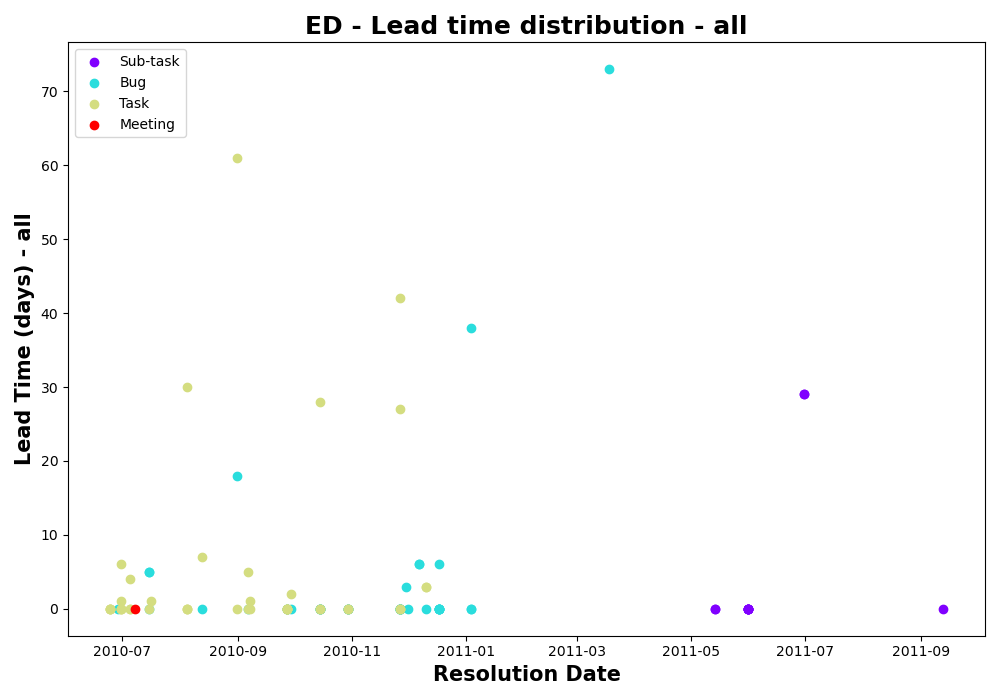 ED - Lead time distribution - all
Sub-task
Bug
Task
Meeting
Lead Time (days) - all
70
60
50
40
30
20
10
0
2010-07 2010-09 2010-11 2011-01 2011-03 2011-05 2011-07 2011-09
Resolution Date